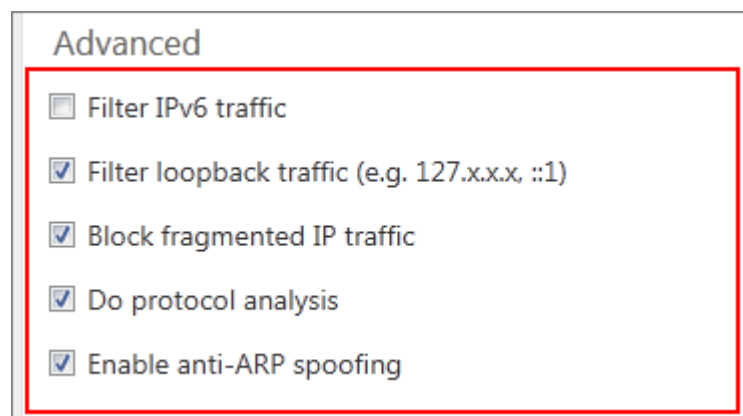 Advanced
Filter IPv6 traffic
Filter loopback traffic (e.g. 127.x.x.x, ::1)
Block fragmented IP traffic
Do protocol analysis
Enable anti-ARP spoofing